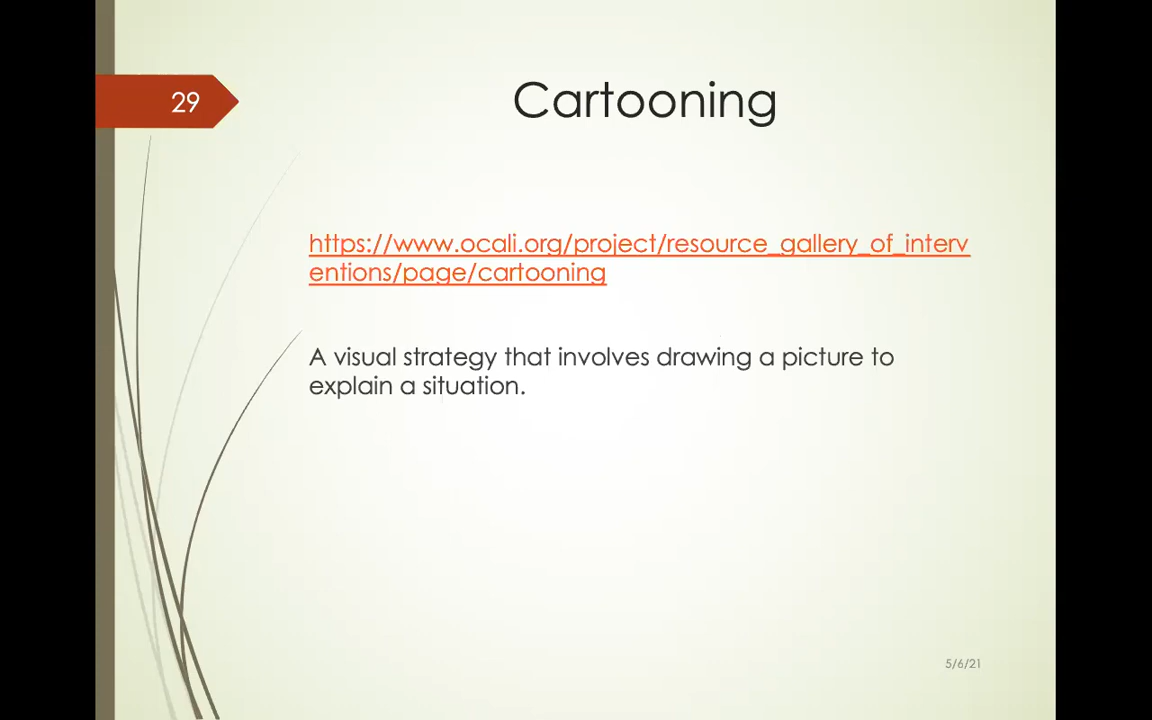 29
Cartooning
https://www.ocali.org/project/resource_gallery_of_interv
entions/page/cartooning
A visual strategy that involves drawing a picture to
explain a situation.
5/6/21